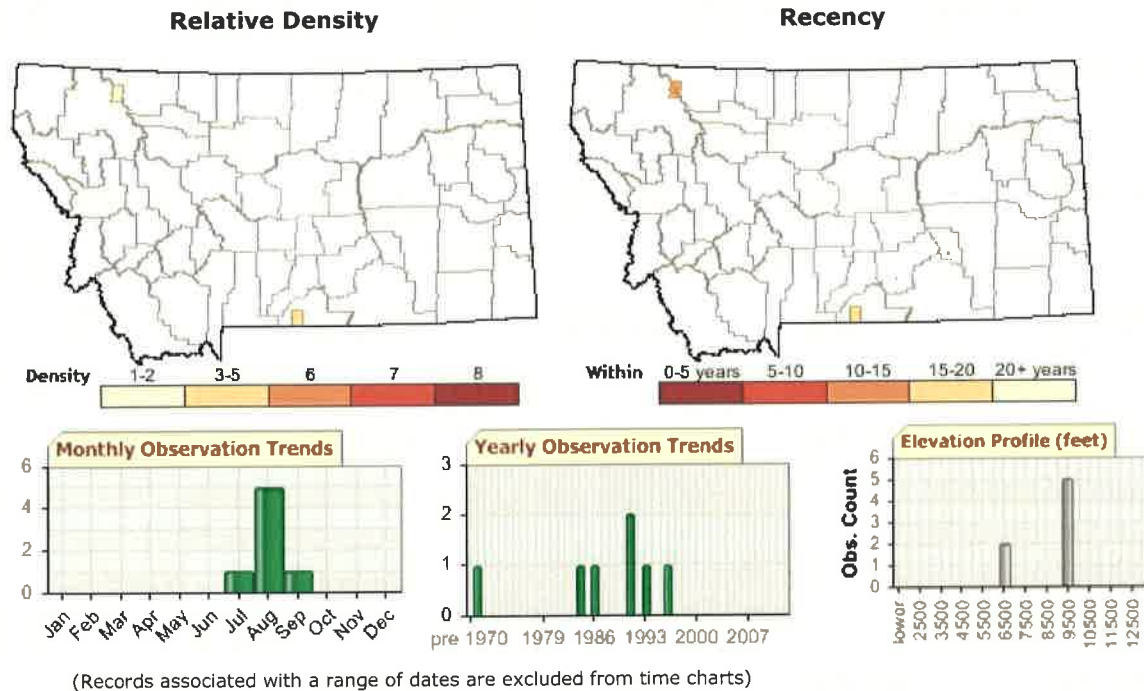 Relative Density
Recency
Density 1-2 3-5 6 7 8
Within 0-5 years 5-10 10-15 15-20 20+ years
Monthly Observation Trends
6
4
2
0
Jan Feb Mar Apr May Jun Jul Aug Sep Oct Nov Dec
Yearly Observation Trends
3
2
1
0
pre 1970 1979 1986 1993 2000 2007
Elevation Profile (feet)
Obs. Count
6
5
4
3
2
1
0
lower 2500 3500 4500 5500 6500 7500 8500 9500 10500 11500 12500
(Records associated with a range of dates are excluded from time charts)